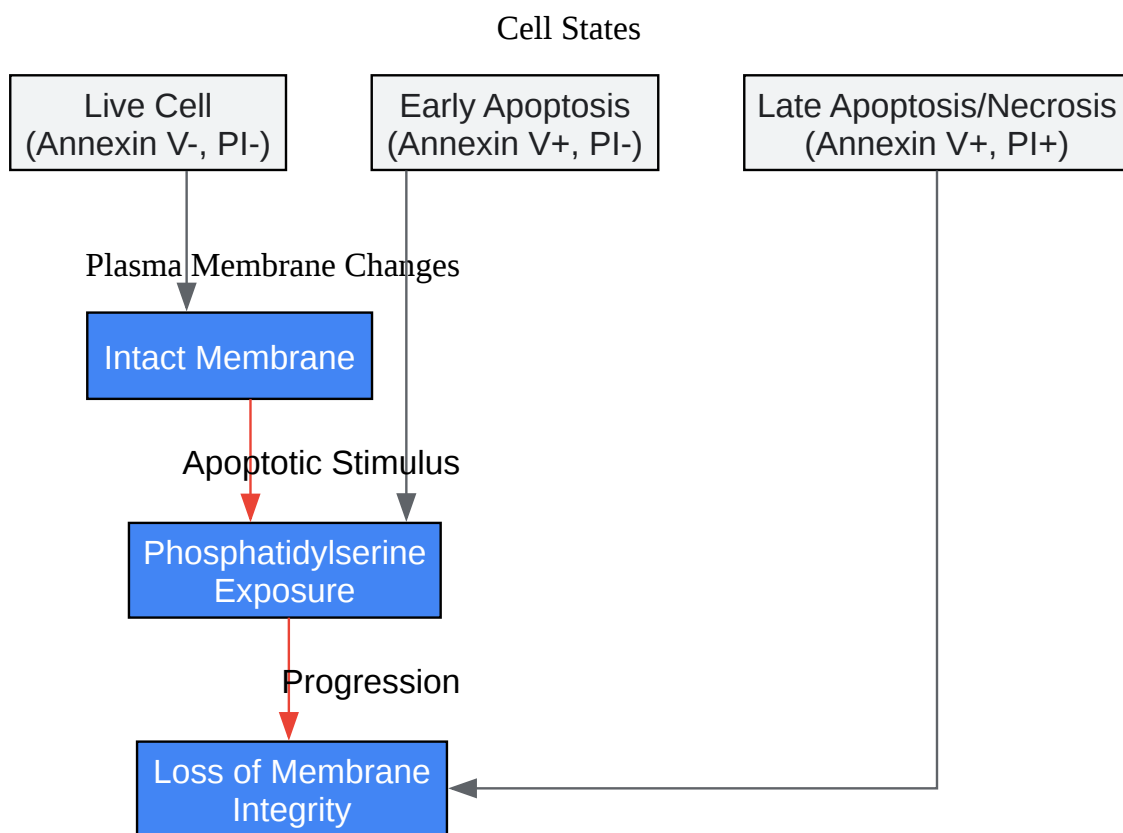 Cell States
Live Cell
(Annexin V-, PI-)
Early Apoptosis
(Annexin V+, PI-)
Late Apoptosis/Necrosis
(Annexin V+, PI+)
Plasma Membrane Changes
Intact Membrane
Apoptotic Stimulus
Phosphatidylserine
Exposure
Progression
Loss of Membrane
Integrity